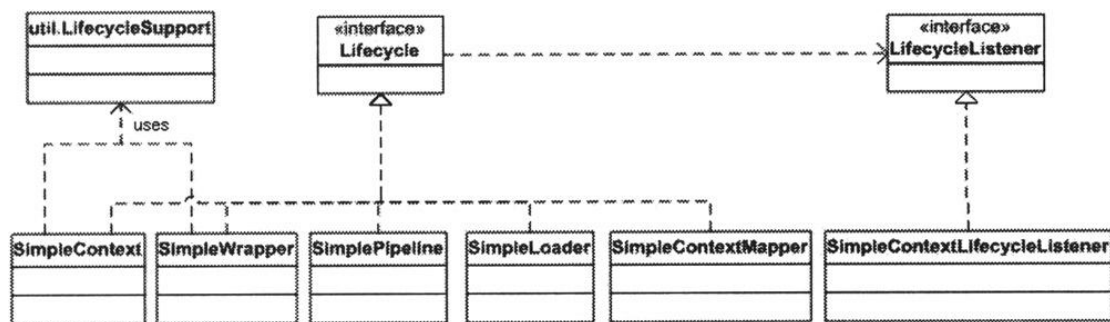 util.LifecycleSupport
«interface»
Lifecycle
«interface»
LifecycleListener
uses
SimpleContext
SimpleWrapper
SimplePipeline
SimpleLoader
SimpleContextMapper
SimpleContextLifecycleListener